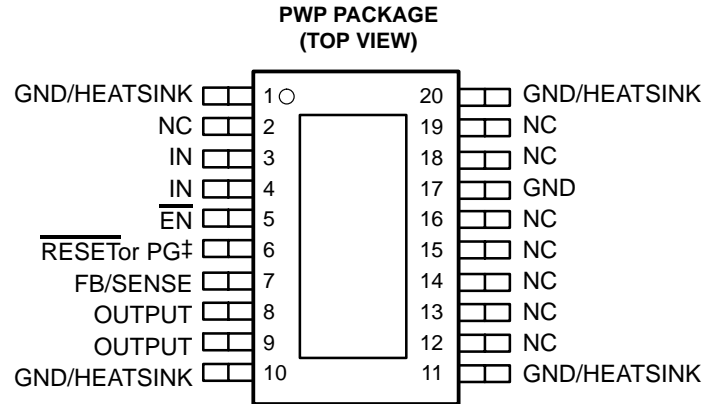 PWP PACKAGE
(TOP VIEW)
GND/HEATSINK 1 20 GND/HEATSINK
NC 2 19 NC
IN 3 18 NC
IN 4 17 GND
EN 5 16 NC
RESETor PG‡ 6 15 NC
FB/SENSE 7 14 NC
OUTPUT 8 13 NC
OUTPUT 9 12 NC
GND/HEATSINK 10 11 GND/HEATSINK